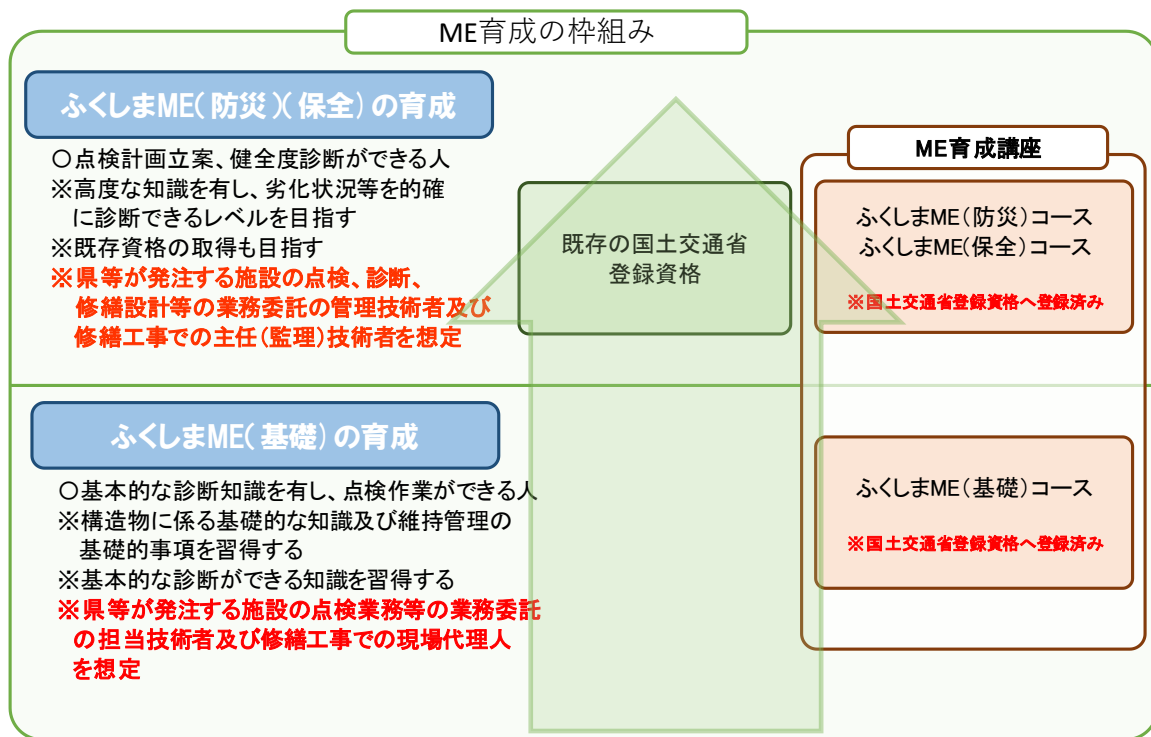 ME育成の枠組み
ふくしまME(防災)(保全)の育成
〇点検計画立案、健全度診断ができる人
※高度な知識を有し、劣化状況等を的確
に診断できるレベルを目指す
※既存資格の取得も目指す
※県等が発注する施設の点検、診断、
修繕設計等の業務委託の管理技術者及び
修繕工事での主任(監理)技術者を想定
既存の国土交通省
登録資格
ME育成講座
ふくしまME(防災)コース
ふくしまME(保全)コース
※国土交通省登録資格へ登録済み
ふくしまME(基礎)の育成
〇基本的な診断知識を有し、点検作業ができる人
※構造物に係る基礎的な知識及び維持管理の
基礎的事項を習得する
※基本的な診断ができる知識を習得する
※県等が発注する施設の点検業務等の業務委託
の担当技術者及び修繕工事での現場代理人
を想定
ふくしまME(基礎)コース
※国土交通省登録資格へ登録済み